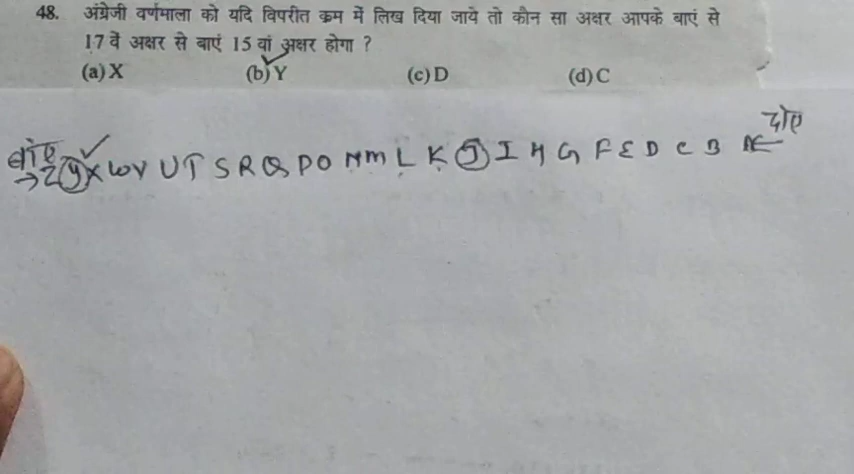 48. अंग्रेजी वर्णमाला को यदि विपरीत क्रम में लिख दिया जाये तो कौन सा अक्षर आपके बाएं से
17 वें अक्षर से बाएं 15 वां अक्षर होगा ?
(a) X (b) Y (c) D (d) C
दांए
बांए
→ Z Y X W V U T S R Q P O N M L K J I H G F E D C B A ←